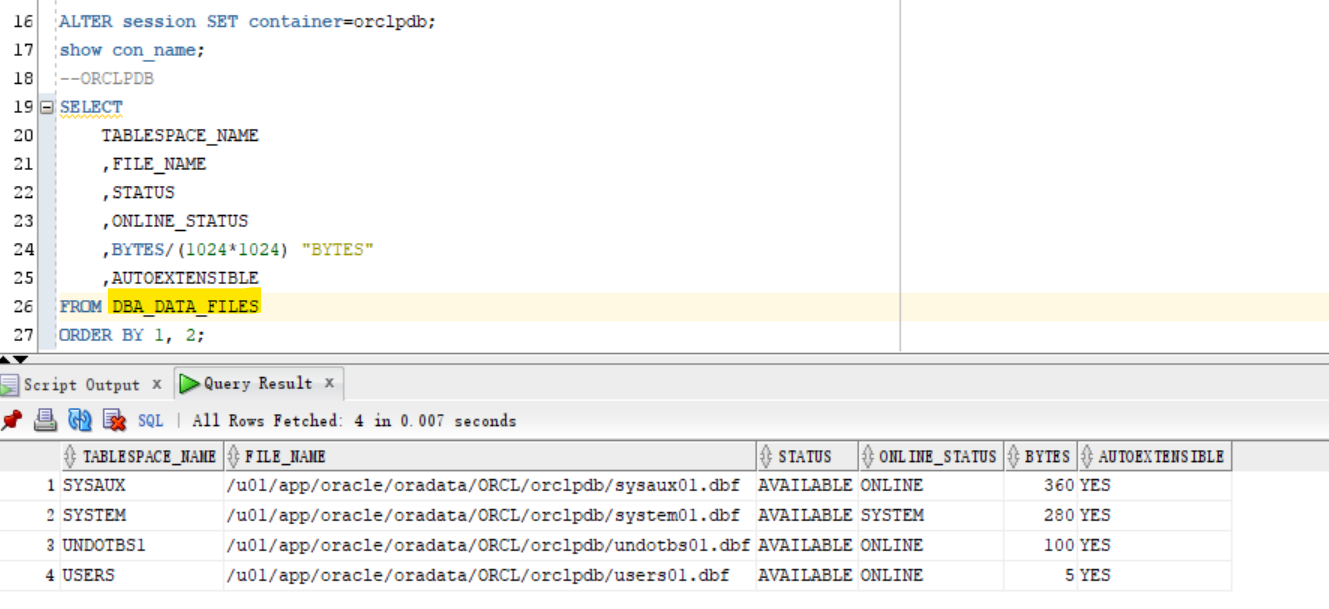 16 ALTER session SET container=orclpdb;
17 show con_name;
18 --ORCLPDB
19 SELECT
20 TABLESPACE_NAME
21 ,FILE_NAME
22 ,STATUS
23 ,ONLINE_STATUS
24 ,BYTES/(1024*1024) "BYTES"
25 ,AUTOEXTENSIBLE
26 FROM DBA_DATA_FILES
27 ORDER BY 1, 2;
Script Output x Query Result x
SQL | All Rows Fetched: 4 in 0.007 seconds
TABLESPACE_NAME FILE_NAME STATUS ONLINE_STATUS BYTES AUTOEXTENSIBLE
1 SYSAUX /u01/app/oracle/oradata/ORCL/orclpdb/sysaux01.dbf AVAILABLE ONLINE 360 YES
2 SYSTEM /u01/app/oracle/oradata/ORCL/orclpdb/system01.dbf AVAILABLE SYSTEM 280 YES
3 UNDOTBS1 /u01/app/oracle/oradata/ORCL/orclpdb/undotbs01.dbf AVAILABLE ONLINE 100 YES
4 USERS /u01/app/oracle/oradata/ORCL/orclpdb/users01.dbf AVAILABLE ONLINE 5 YES